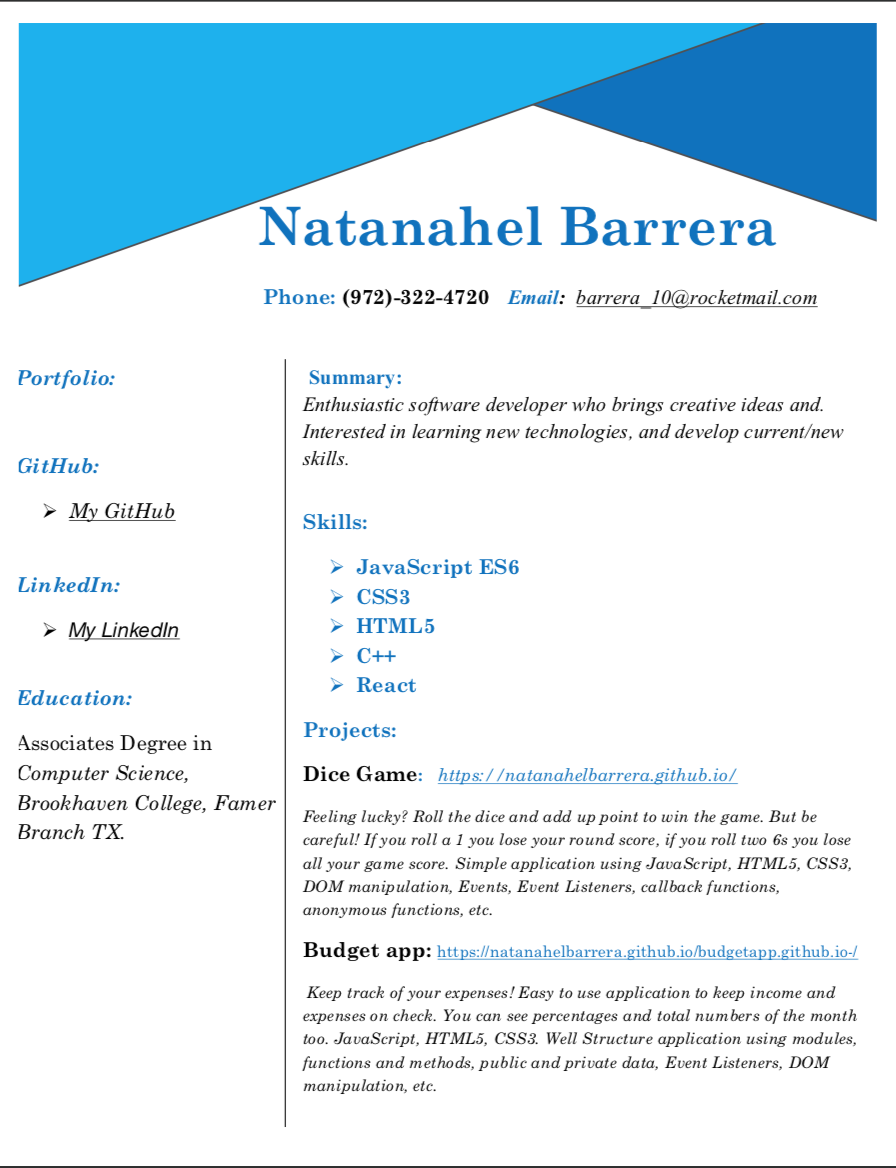 Natanahel Barrera
Phone: (972)-322-4720 Email: barrera_10@rocketmail.com
Portfolio:
GitHub:
➢ My GitHub
LinkedIn:
➢ My LinkedIn
Education:
Associates Degree in
Computer Science,
Brookhaven College, Famer
Branch TX.
Summary:
Enthusiastic software developer who brings creative ideas and.
Interested in learning new technologies, and develop current/new
skills.
Skills:
➢ JavaScript ES6
➢ CSS3
➢ HTML5
➢ C++
➢ React
Projects:
Dice Game: https://natanahelbarrera.github.io/
Feeling lucky? Roll the dice and add up point to win the game. But be
careful! If you roll a 1 you lose your round score, if you roll two 6s you lose
all your game score. Simple application using JavaScript, HTML5, CSS3,
DOM manipulation, Events, Event Listeners, callback functions,
anonymous functions, etc.
Budget app: https://natanahelbarrera.github.io/budgetapp.github.io-/
Keep track of your expenses! Easy to use application to keep income and
expenses on check. You can see percentages and total numbers of the month
too. JavaScript, HTML5, CSS3. Well Structure application using modules,
functions and methods, public and private data, Event Listeners, DOM
manipulation, etc.